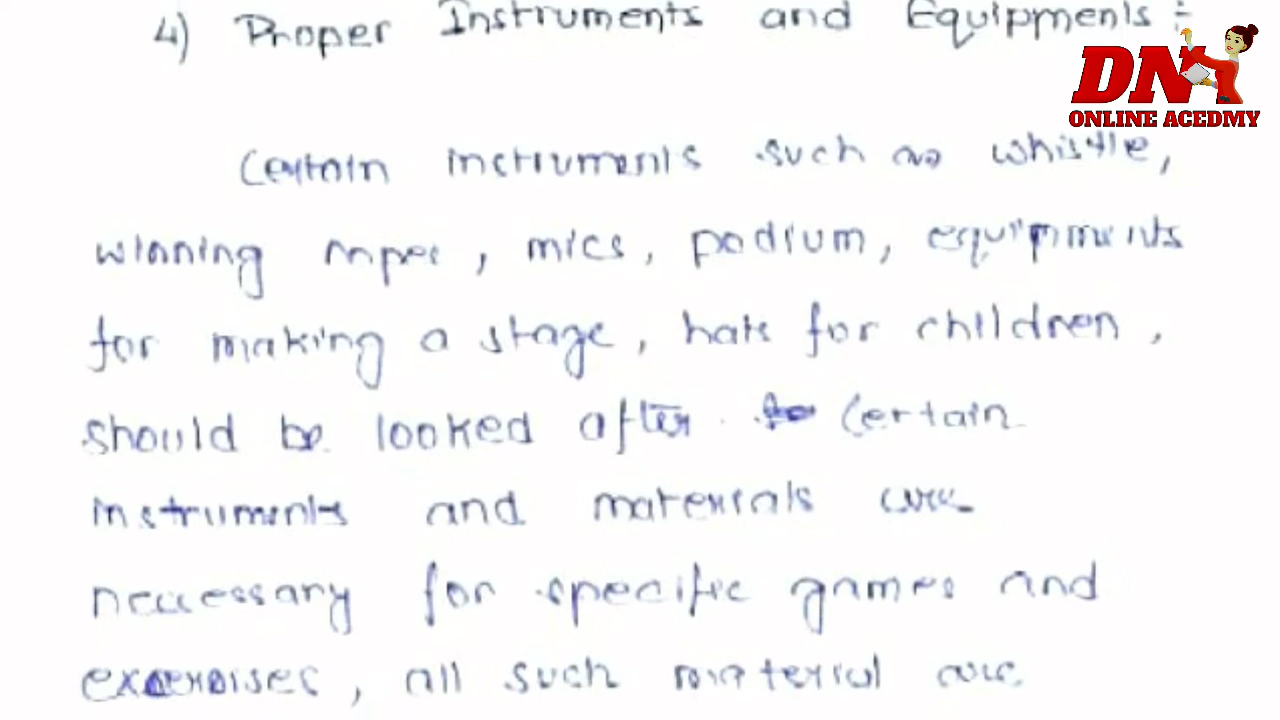 4) Proper Instruments and Equipments :-
DNY
ONLINE ACEDMY
Certain instruments such as whistle,
winning ropes, mics, podium, equipments
for making a stage, hats for children,
should be looked after. Certain
instruments and materials are
necessary for specific games and
exercises, all such material are